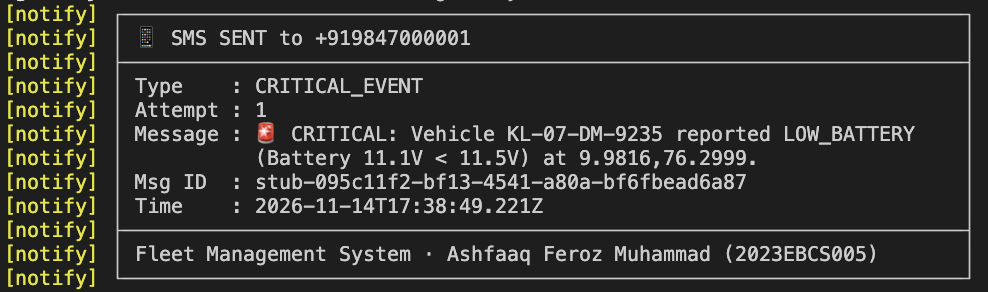 [notify]
[notify] 📱 SMS SENT to +919847000001
[notify]
[notify] Type    : CRITICAL_EVENT
[notify] Attempt : 1
[notify] Message : 🚨 CRITICAL: Vehicle KL-07-DM-9235 reported LOW_BATTERY
[notify]           (Battery 11.1V < 11.5V) at 9.9816,76.2999.
[notify] Msg ID  : stub-095c11f2-bf13-4541-a80a-bf6fbead6a87
[notify] Time    : 2026-11-14T17:38:49.221Z
[notify]
[notify] Fleet Management System · Ashfaaq Feroz Muhammad (2023EBCS005)
[notify]